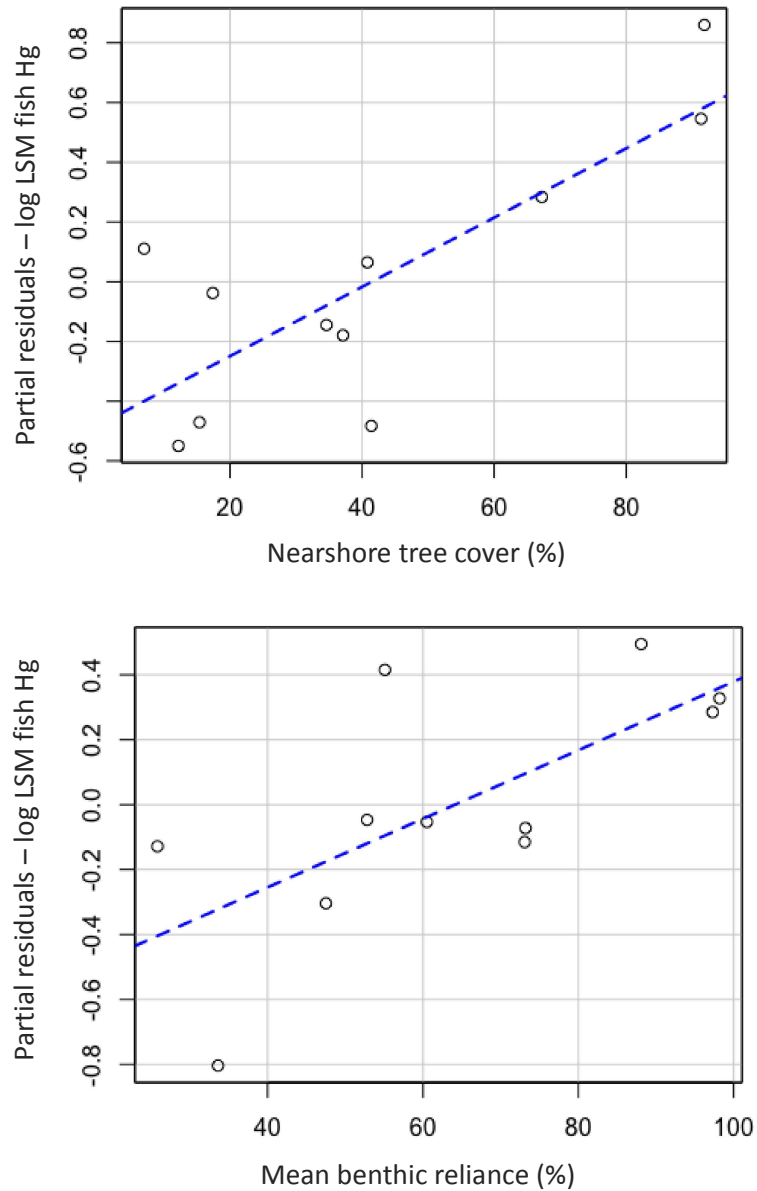 Partial residuals – log LSM fish Hg
0.8
0.6
0.4
0.2
0.0
-0.2
-0.6
20 40 60 80
Nearshore tree cover (%)
Partial residuals – log LSM fish Hg
0.4
0.2
0.0
-0.2
-0.4
-0.6
-0.8
40 60 80 100
Mean benthic reliance (%)